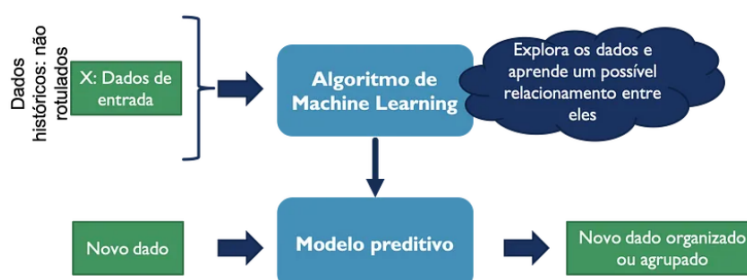 Dados
históricos: não
rotulados
X: Dados de
entrada
Algoritmo de
Machine Learning
Explora os dados e
aprende um possível
relacionamento entre
eles
Novo dado
Modelo preditivo
Novo dado organizado
ou agrupado